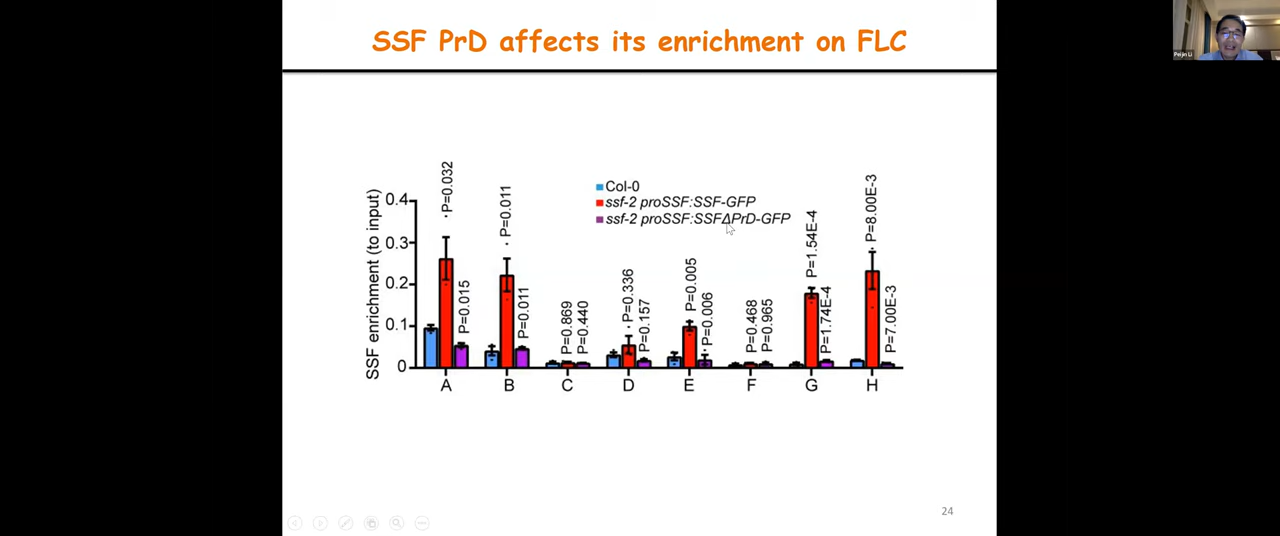 SSF PrD affects its enrichment on FLC
Peijin Li
SSF enrichment (to input)
0.4
0.3
0.2
0.1
0
Col-0
ssf-2 proSSF:SSF-GFP
ssf-2 proSSF:SSFΔPrD-GFP
P=0.032
P=0.015
P=0.011
P=0.011
P=0.869
P=0.440
P=0.336
P=0.157
P=0.005
P=0.006
P=0.468
P=0.965
P=1.54E-4
P=1.74E-4
P=8.00E-3
P=7.00E-3
A B C D E F G H
24